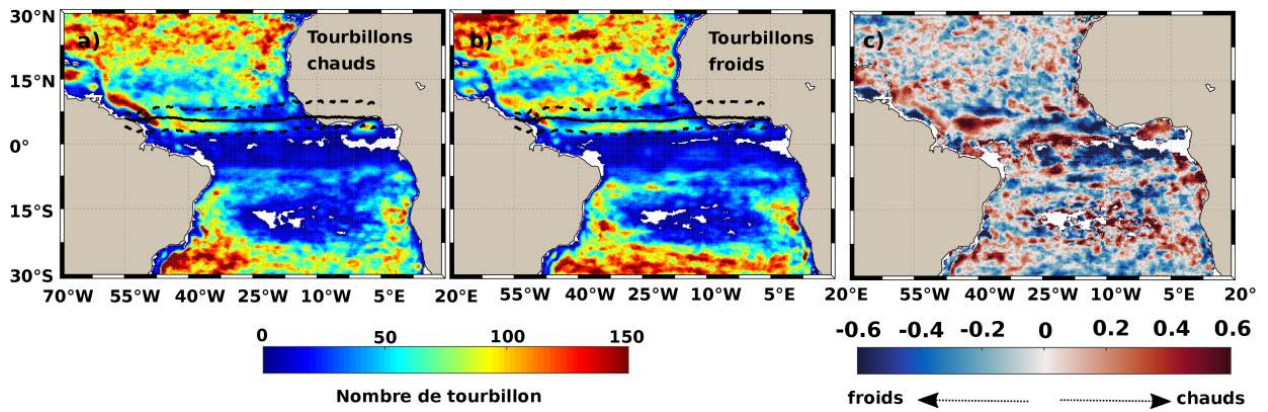 30°N
15°N
0°
15°S
30°S
a)
Tourbillons
chauds
b)
Tourbillons
froids
c)
70°W 55°W 40°W 25°W 10°W 5°E 20°E
55°W 40°W 25°W 10°W 5°E 20°E
55°W 40°W 25°W 10°W 5°E 20°
0 50 100 150
Nombre de tourbillon
-0.6 -0.4 -0.2 0 0.2 0.4 0.6
froids chauds